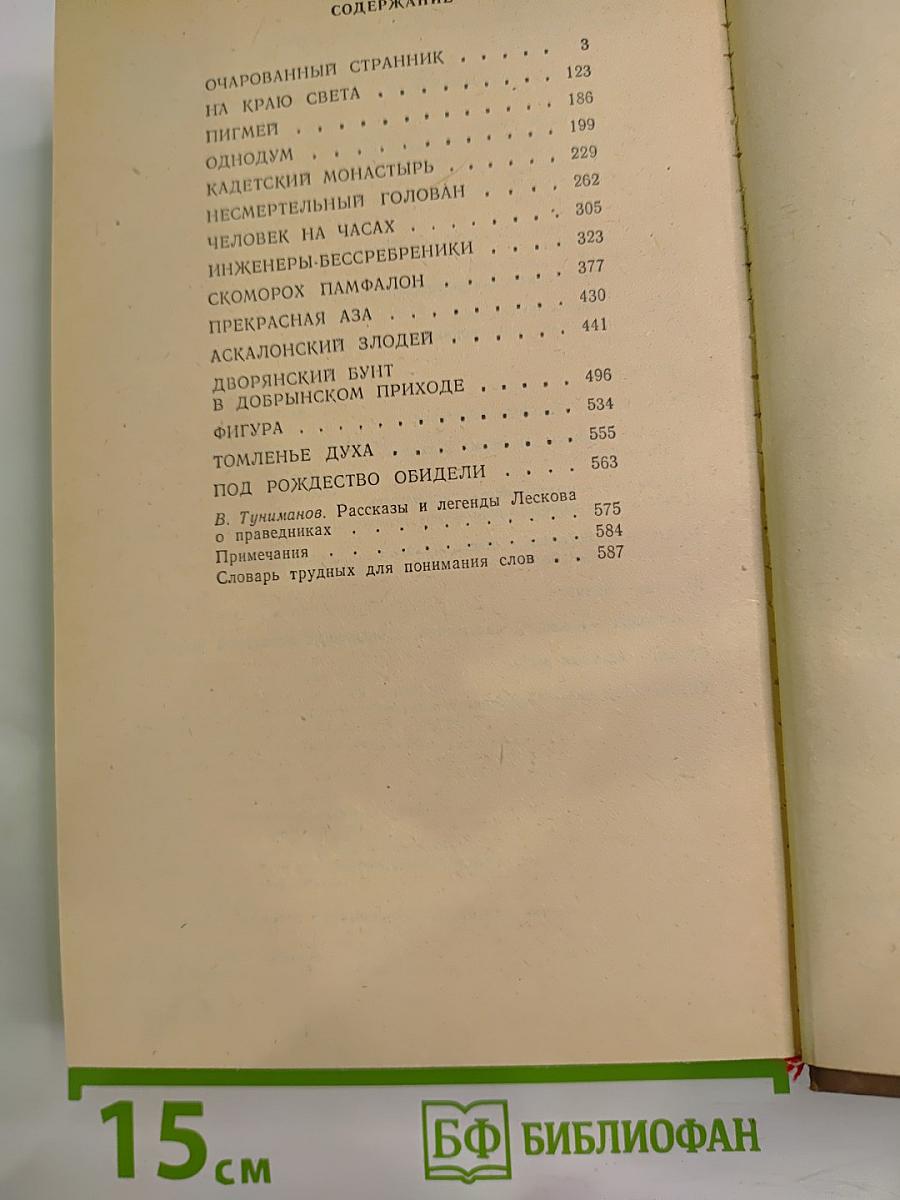 СОДЕРЖАНИЕ
ОЧАРОВАННЫЙ СТРАННИК . . . . . 3
НА КРАЮ СВЕТА . . . . . . . . . 123
ПИГМЕЙ . . . . . . . . . . . . . 186
ОДНОДУМ . . . . . . . . . . . . 199
КАДЕТСКИЙ МОНАСТЫРЬ . . . . . . 229
НЕСМЕРТЕЛЬНЫЙ ГОЛОВАН . . . . 262
ЧЕЛОВЕК НА ЧАСАХ . . . . . . . . 305
ИНЖЕНЕРЫ-БЕССРЕБРЕНИКИ . . . . 323
СКОМОРОХ ПАМФАЛОН . . . . . . 377
ПРЕКРАСНАЯ АЗА . . . . . . . . . 430
АСКАЛОНСКИЙ ЗЛОДЕЙ . . . . . . 441
ДВОРЯНСКИЙ БУНТ
В ДОБРЫНСКОМ ПРИХОДЕ . . . . . 496
ФИГУРА . . . . . . . . . . . . . 534
ТОМЛЕНЬЕ ДУХА . . . . . . . . . 555
ПОД РОЖДЕСТВО ОБИДЕЛИ . . . . 563
В. Туниманов. Рассказы и легенды Лескова
о праведниках . . . . . . . . . . 575
Примечания . . . . . . . . . . . 584
Словарь трудных для понимания слов . . 587
15 см
БФ БИБЛИОФАН